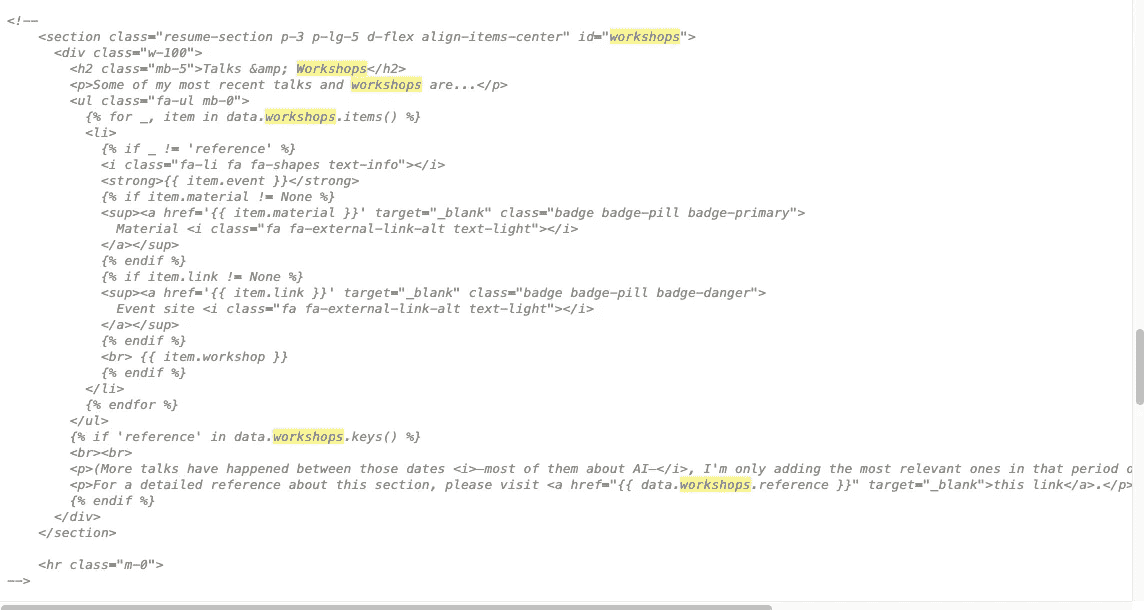 <!--
    <section class="resume-section p-3 p-lg-5 d-flex align-items-center" id="workshops">
      <div class="w-100">
        <h2 class="mb-5">Talks &amp; Workshops</h2>
        <p>Some of my most recent talks and workshops are...</p>
        <ul class="fa-ul mb-0">
          {% for _, item in data.workshops.items() %}
          <li>
            {% if _ != 'reference' %}
            <i class="fa-li fa fa-shapes text-info"></i>
            <strong>{{ item.event }}</strong>
            {% if item.material != None %}
            <sup><a href='{{ item.material }}' target="_blank" class="badge badge-pill badge-primary">
              Material <i class="fa fa-external-link-alt text-light"></i>
            </a></sup>
            {% endif %}
            {% if item.link != None %}
            <sup><a href='{{ item.link }}' target="_blank" class="badge badge-pill badge-danger">
              Event site <i class="fa fa-external-link-alt text-light"></i>
            </a></sup>
            {% endif %}
            <br> {{ item.workshop }}
            {% endif %}
          </li>
          {% endfor %}
        </ul>
        {% if 'reference' in data.workshops.keys() %}
        <br><br>
        <p>(More talks have happened between those dates <i>—most of them about AI—</i>, I'm only adding the most relevant ones in that period
        <p>For a detailed reference about this section, please visit <a href="{{ data.workshops.reference }}" target="_blank">this link</a>.</p>
        {% endif %}
      </div>
    </section>

    <hr class="m-0">
-->